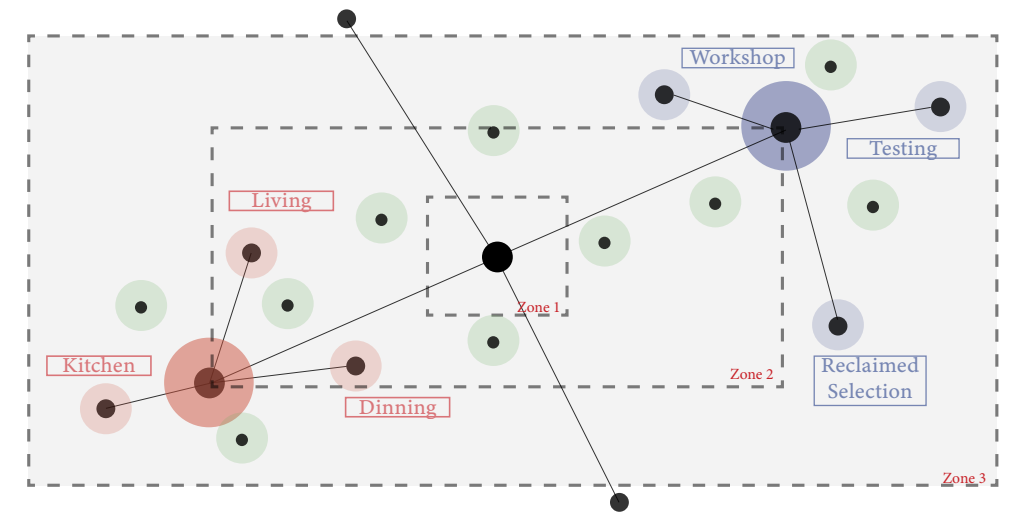 Workshop
Testing
Living
Zone 1
Kitchen
Reclaimed
Selection
Zone 2
Dinning
Zone 3